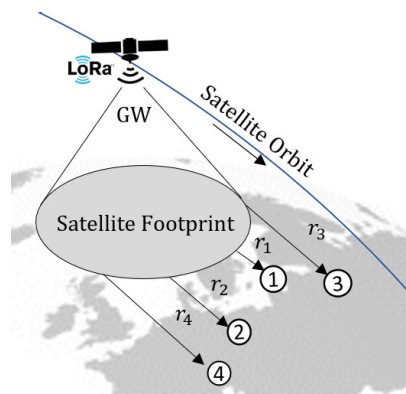 LoRa
GW
Satellite Orbit
Satellite Footprint
r₁
r₂
r₃
r₄
1
2
3
4